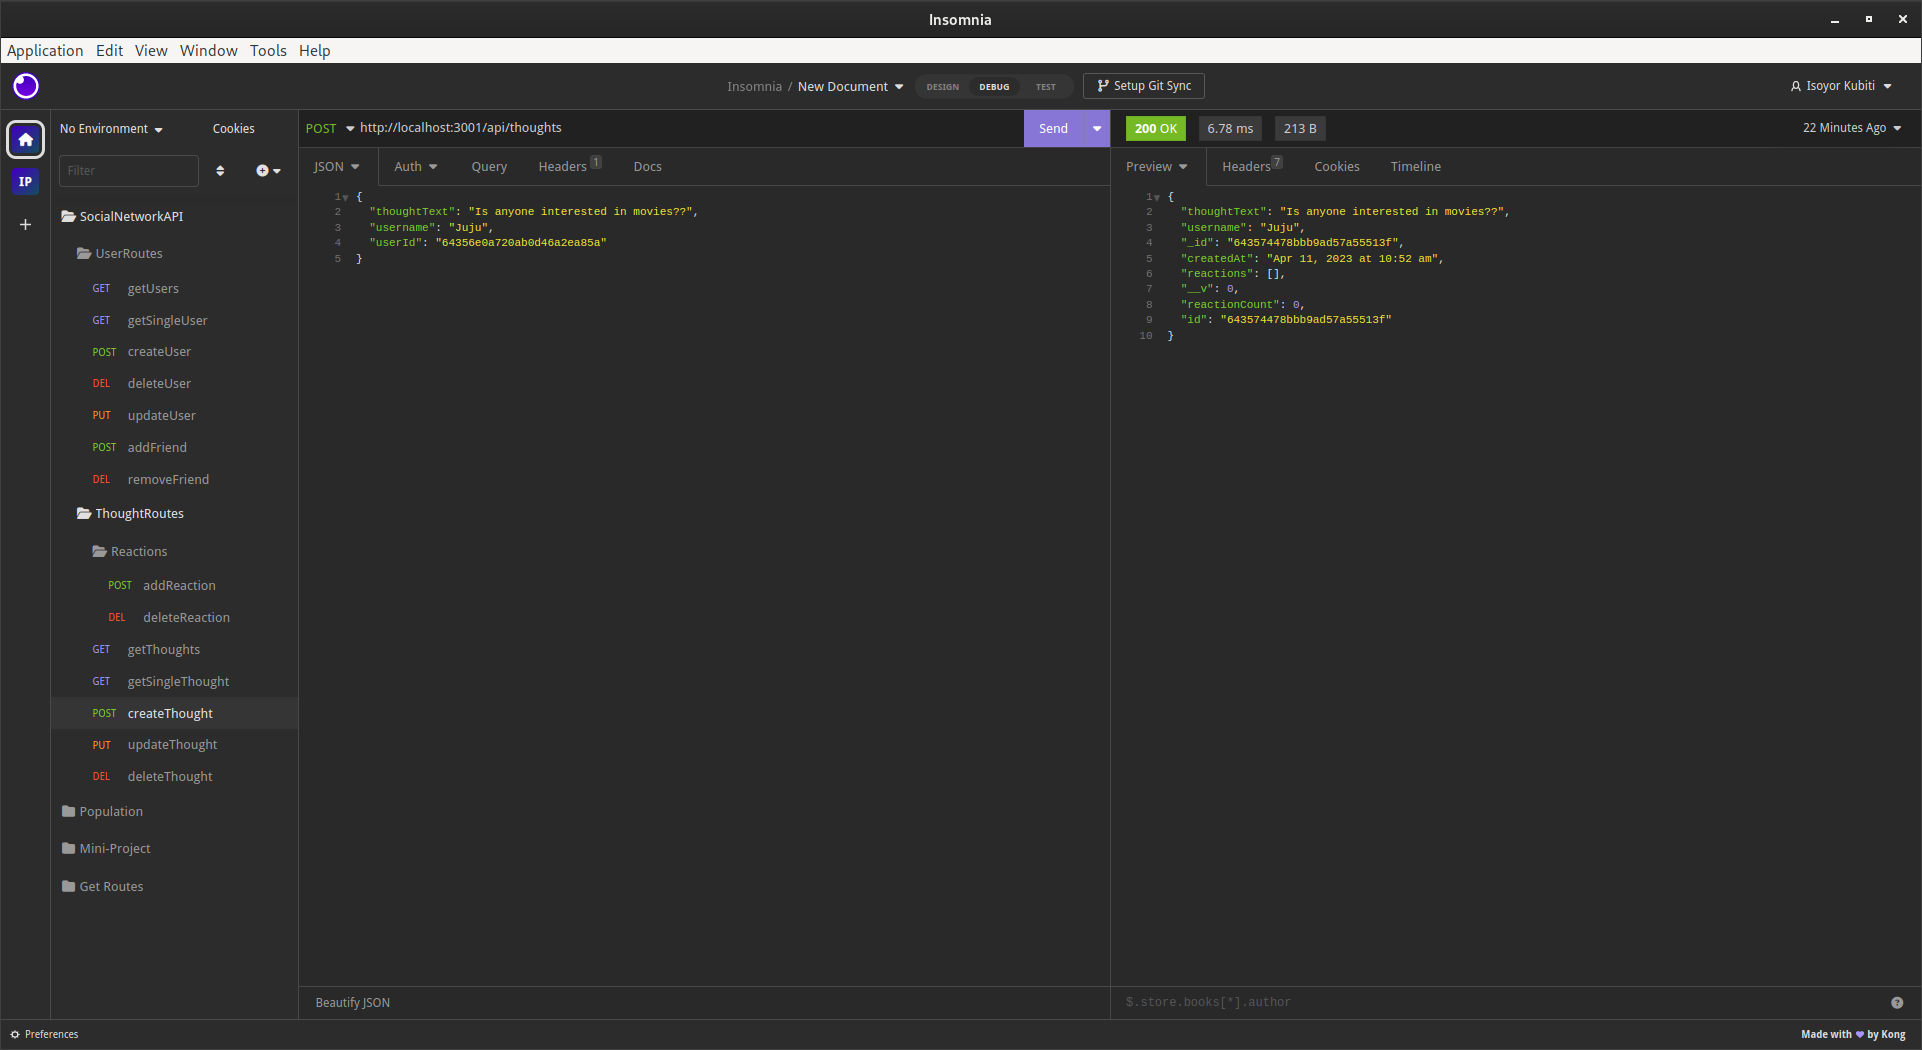 Insomnia
Application Edit View Window Tools Help
Insomnia / New Document DESIGN DEBUG TEST Setup Git Sync Isoyor Kubiti
No Environment Cookies
Filter
IP
SocialNetworkAPI
UserRoutes
GET getUsers
GET getSingleUser
POST createUser
DEL deleteUser
PUT updateUser
POST addFriend
DEL removeFriend
ThoughtRoutes
Reactions
POST addReaction
DEL deleteReaction
GET getThoughts
GET getSingleThought
POST createThought
PUT updateThought
DEL deleteThought
Population
Mini-Project
Get Routes
POST http://localhost:3001/api/thoughts Send
JSON Auth Query Headers 1 Docs
1 {
2 "thoughtText": "Is anyone interested in movies??",
3 "username": "Juju",
4 "userId": "64356e0a720ab0d46a2ea85a"
5 }
Beautify JSON
200 OK 6.78 ms 213 B 22 Minutes Ago
Preview Headers 7 Cookies Timeline
1 {
2 "thoughtText": "Is anyone interested in movies??",
3 "username": "Juju",
4 "_id": "643574478bbb9ad57a55513f",
5 "createdAt": "Apr 11, 2023 at 10:52 am",
6 "reactions": [],
7 "__v": 0,
8 "reactionCount": 0,
9 "id": "643574478bbb9ad57a55513f"
10 }
$.store.books[*].author
Preferences
Made with by Kong